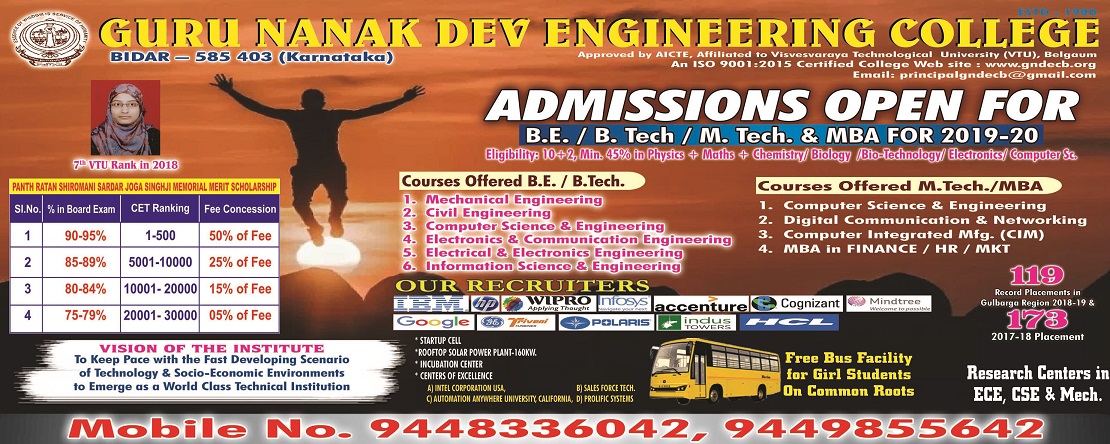 ESTD - 1980
GURU NANAK DEV ENGINEERING COLLEGE
BIDAR – 585 403 (Karnataka)
Approved by AICTE, Affiliated to Visvesvaraya Technological University (VTU), Belgaum
An ISO 9001:2015 Certified College Web site : www.gndecb.org
Email: principalgndecb@gmail.com
ADMISSIONS OPEN FOR
B.E. / B. Tech / M. Tech. & MBA FOR 2019-20
Eligibility: 10+2, Min. 45% in Physics + Maths + Chemistry/ Biology /Bio-Technology/ Electronics/ Computer Sc.
7th VTU Rank in 2018
PANTH RATAN SHIROMANI SARDAR JOGA SINGHJI MEMORIAL MERIT SCHOLARSHIP
Sl.No. % in Board Exam CET Ranking Fee Concession
1 90-95% 1-500 50% of Fee
2 85-89% 5001-10000 25% of Fee
3 80-84% 10001- 20000 15% of Fee
4 75-79% 20001- 30000 05% of Fee
Courses Offered B.E. / B.Tech.
1. Mechanical Engineering
2. Civil Engineering
3. Computer Science & Engineering
4. Electronics & Communication Engineering
5. Electrical & Electronics Engineering
6. Information Science & Engineering
Courses Offered M.Tech./MBA
1. Computer Science & Engineering
2. Digital Communication & Networking
3. Computer Integrated Mfg. (CIM)
4. MBA in FINANCE / HR / MKT
OUR RECRUITERS
IBM hp WIPRO Infosys accenture Cognizant Mindtree
Applying Thought
Welcome to possible
Google Triveni POLARIS indus HCL
TURBINES TOWERS
119
Record Placements in
Gulbarga Region 2018-19 &
173
2017-18 Placement
VISION OF THE INSTITUTE
To Keep Pace with the Fast Developing Scenario
of Technology & Socio-Economic Environments
to Emerge as a World Class Technical Institution
* STARTUP CELL
*ROOFTOP SOLAR POWER PLANT-160KW.
* INCUBATION CENTER
* CENTERS OF EXCELLENCE
A) INTEL CORPORATION USA, B) SALES FORCE TECH.
C) AUTOMATION ANYWHERE UNIVERSITY, CALIFORNIA, D) PROLIFIC SYSTEMS
Free Bus Facility
for Girl Students
On Common Roots
Research Centers in
ECE, CSE & Mech.
Mobile No. 9448336042, 9449855642